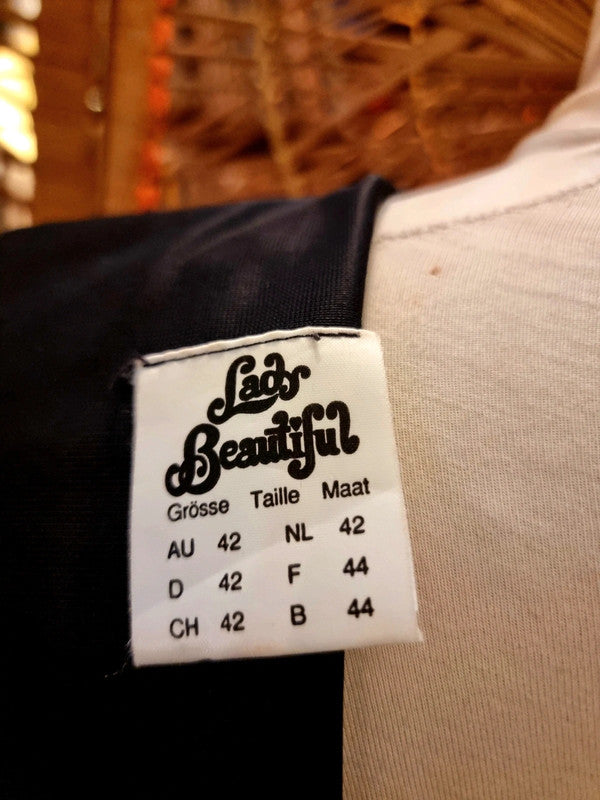 Lady
Beautiful
Grösse Taille Maat
AU 42 NL 42
D 42 F 44
CH 42 B 44